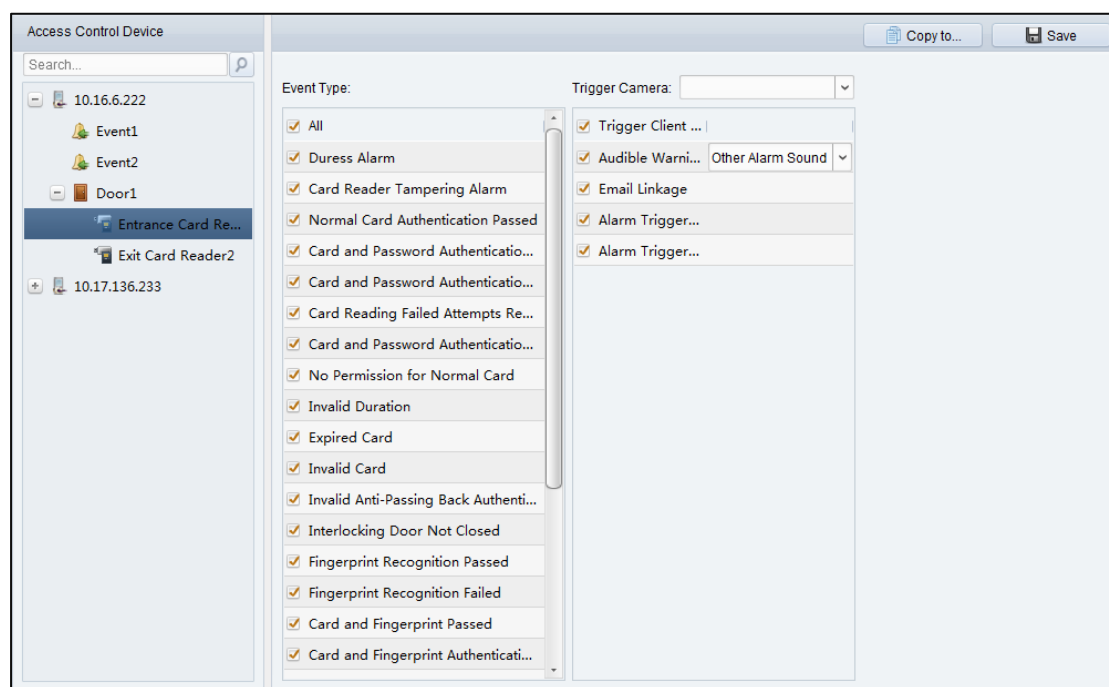 Access Control Device
Copy to...
Save
Search...
10.16.6.222
Event1
Event2
Door1
Entrance Card Re...
Exit Card Reader2
10.17.136.233
Event Type:
All
Duress Alarm
Card Reader Tampering Alarm
Normal Card Authentication Passed
Card and Password Authenticatio...
Card and Password Authenticatio...
Card Reading Failed Attempts Re...
Card and Password Authenticatio...
No Permission for Normal Card
Invalid Duration
Expired Card
Invalid Card
Invalid Anti-Passing Back Authenti...
Interlocking Door Not Closed
Fingerprint Recognition Passed
Fingerprint Recognition Failed
Card and Fingerprint Passed
Card and Fingerprint Authenticati...
Trigger Camera:
Trigger Client ...
Audible Warni... Other Alarm Sound
Email Linkage
Alarm Trigger...
Alarm Trigger...